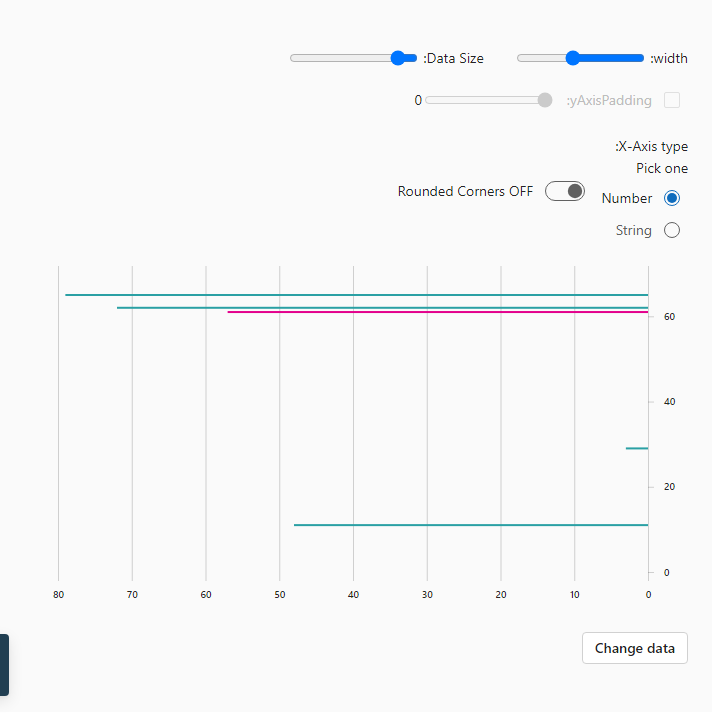 :width
:Data Size
:yAxisPadding
0
:X-Axis type
Pick one
Number
String
Rounded Corners OFF
60
40
20
0
80 70 60 50 40 30 20 10 0
Change data